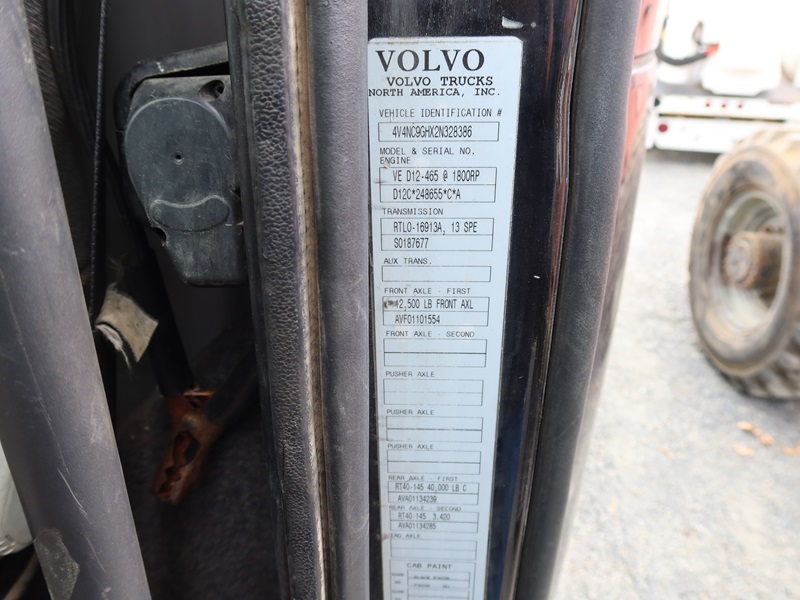 VOLVO
VOLVO TRUCKS
NORTH AMERICA, INC.
VEHICLE IDENTIFICATION #
4V4NC9GHX2N328386
MODEL & SERIAL NO.
ENGINE
VE D12-465 @ 1800RP
D12C*248655*C*A
TRANSMISSION
RTLO-16913A, 13 SPE
S0187677
AUX TRANS.
FRONT AXLE - FIRST
12,500 LB FRONT AXL
AVF01101554
FRONT AXLE - SECOND
PUSHER AXLE
PUSHER AXLE
PUSHER AXLE
REAR AXLE - FIRST
RT40-145 40,000 LB C
AVA01134239
REAR AXLE - SECOND
RT40-145 3.420
AVA01134285
AXLE
CAB PAINT